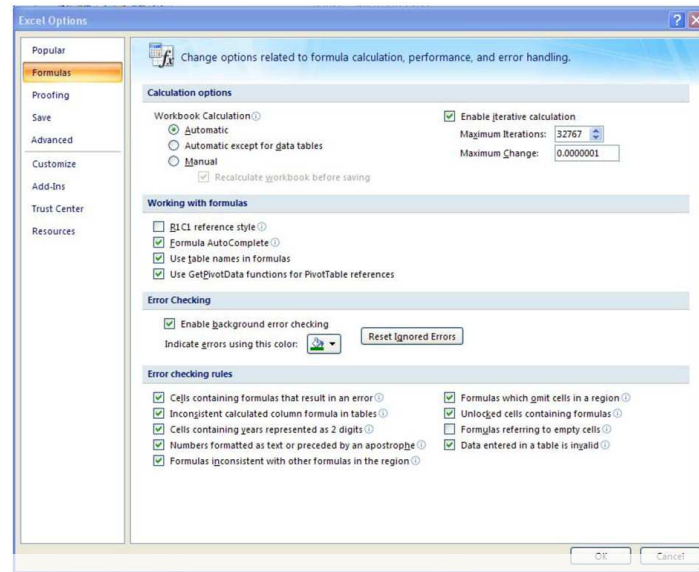 Excel Options
?
Popular
Formulas
Proofing
Save
Advanced
Customize
Add-Ins
Trust Center
Resources
Change options related to formula calculation, performance, and error handling.
Calculation options
Workbook Calculation
Automatic
Automatic except for data tables
Manual
Recalculate workbook before saving
Enable iterative calculation
Maximum Iterations: 32767
Maximum Change: 0.0000001
Working with formulas
R1C1 reference style
Formula AutoComplete
Use table names in formulas
Use GetPivotData functions for PivotTable references
Error Checking
Enable background error checking
Indicate errors using this color:
Reset Ignored Errors
Error checking rules
Cells containing formulas that result in an error
Inconsistent calculated column formula in tables
Cells containing years represented as 2 digits
Numbers formatted as text or preceded by an apostrophe
Formulas inconsistent with other formulas in the region
Formulas which omit cells in a region
Unlocked cells containing formulas
Formulas referring to empty cells
Data entered in a table is invalid
OK
Cancel